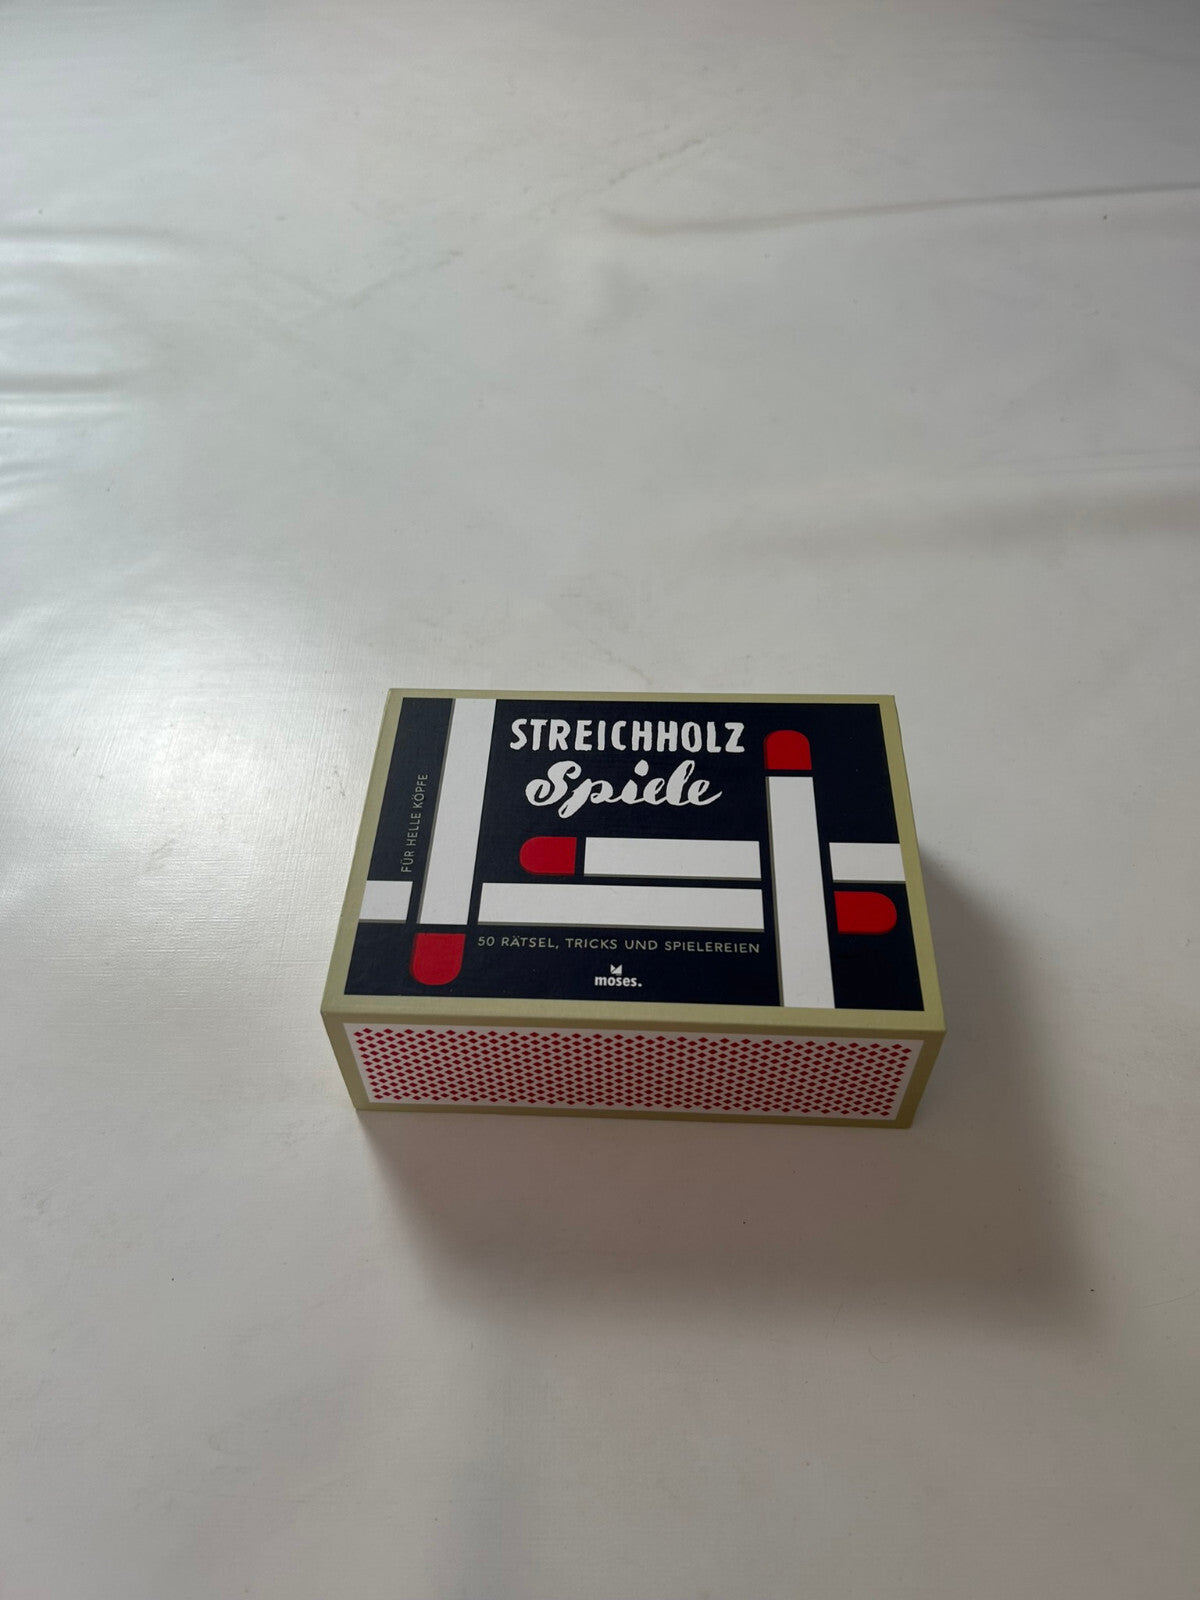 STREICHHOLZ
Spiele
FÜR HELLE KÖPFE
50 RÄTSEL, TRICKS UND SPIELEREIEN
moses.